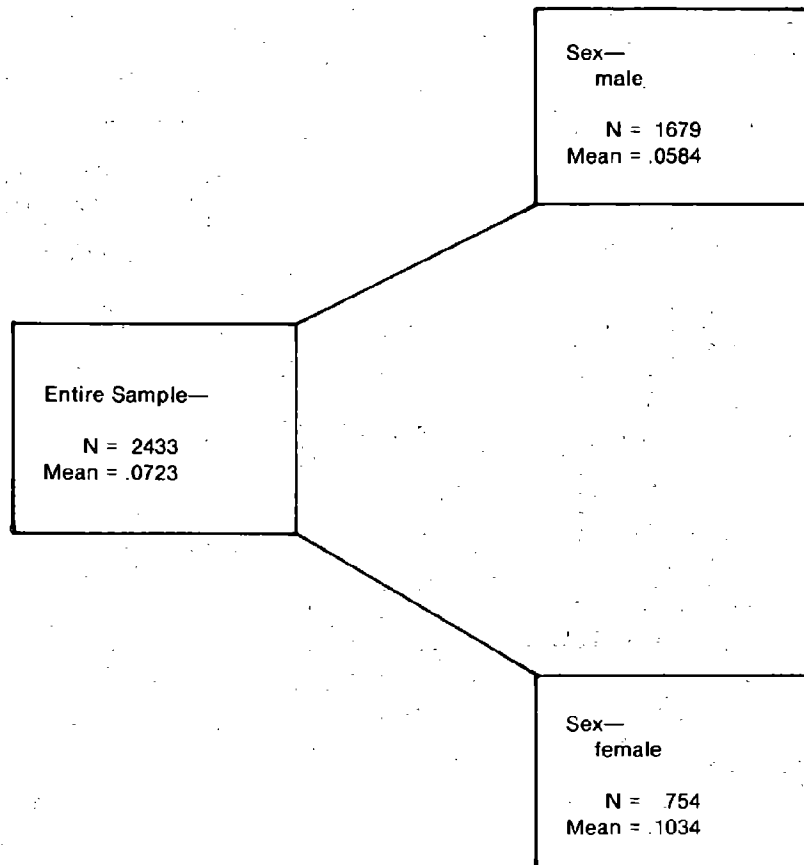 Sex—
male
N = 1679
Mean = .0584
Entire Sample—
N = 2433
Mean = .0723
Sex—
female
N = 754
Mean = .1034